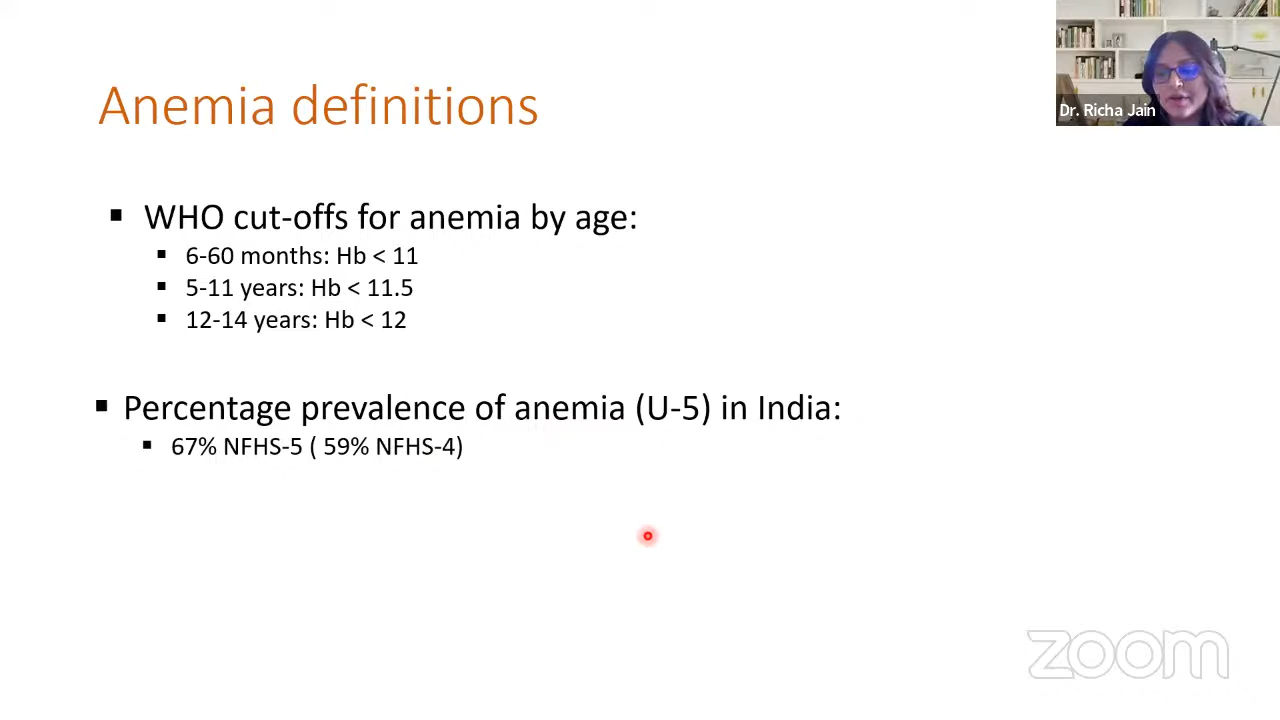 Dr. Richa Jain
Anemia definitions
▪ WHO cut-offs for anemia by age:
▪ 6-60 months: Hb < 11
▪ 5-11 years: Hb < 11.5
▪ 12-14 years: Hb < 12
▪ Percentage prevalence of anemia (U-5) in India:
▪ 67% NFHS-5 ( 59% NFHS-4)
zoom